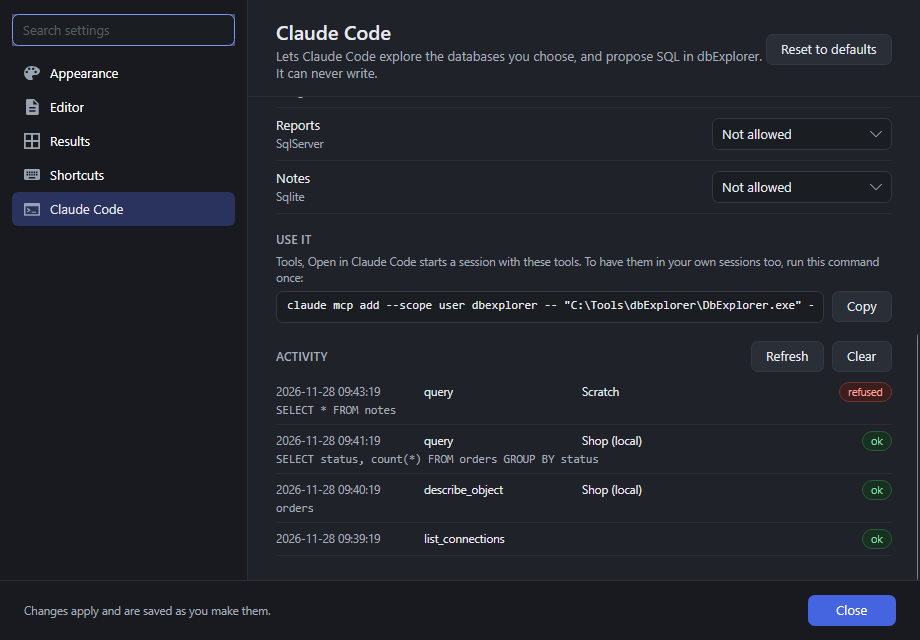 Search settings
Appearance
Editor
Results
Shortcuts
Claude Code
Claude Code
Lets Claude Code explore the databases you choose, and propose SQL in dbExplorer.
It can never write.
Reset to defaults
Reports
SqlServer
Not allowed
Notes
Sqlite
Not allowed
USE IT
Tools, Open in Claude Code starts a session with these tools. To have them in your own sessions too, run this command
once:
claude mcp add --scope user dbexplorer -- "C:\Tools\dbExplorer\DbExplorer.exe" -
Copy
ACTIVITY
Refresh
Clear
2026-11-28 09:43:19 query Scratch refused
SELECT * FROM notes
2026-11-28 09:41:19 query Shop (local) ok
SELECT status, count(*) FROM orders GROUP BY status
2026-11-28 09:40:19 describe_object Shop (local) ok
orders
2026-11-28 09:39:19 list_connections ok
Changes apply and are saved as you make them.
Close